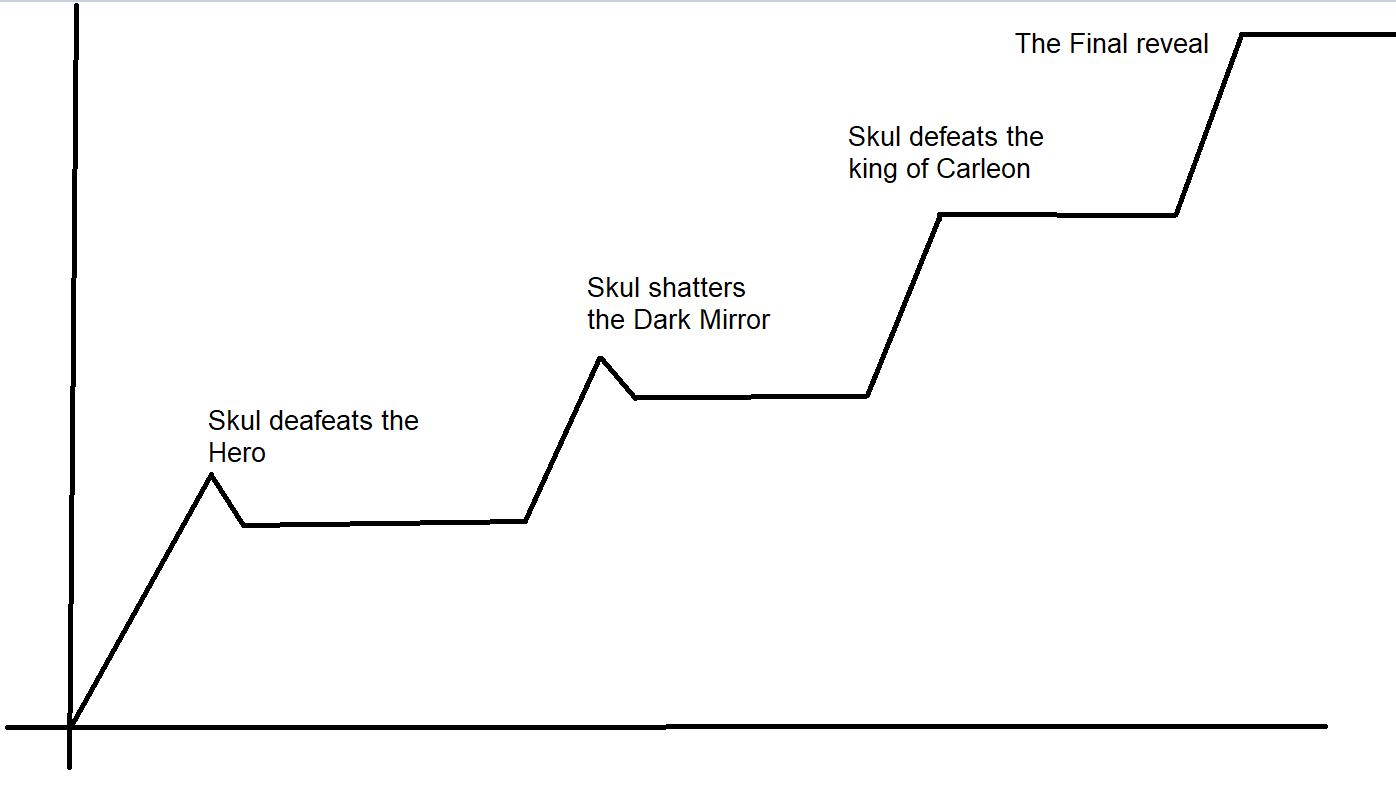 The Final reveal
Skul defeats the
king of Carleon
Skul shatters
the Dark Mirror
Skul deafeats the
Hero